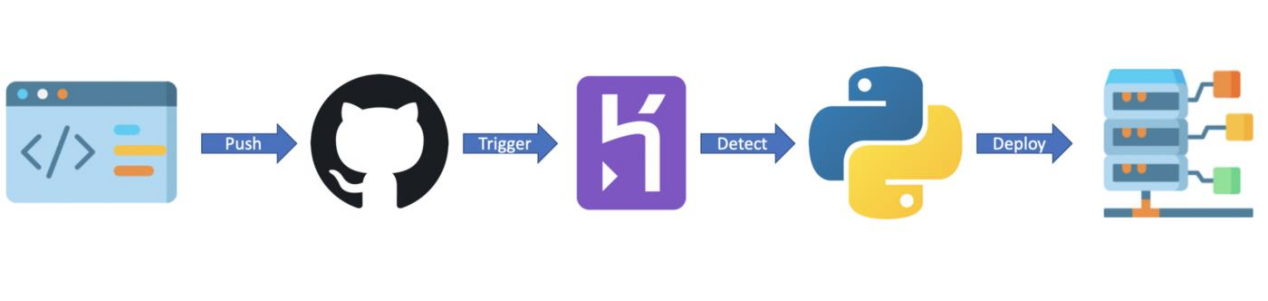 </>
Push
Trigger
Detect
Deploy